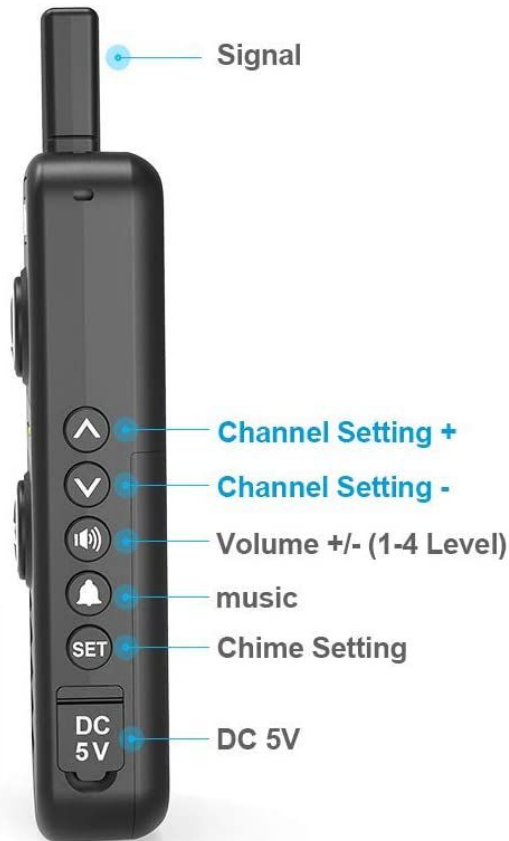 Signal
Channel Setting +
Channel Setting -
Volume +/- (1-4 Level)
music
SET
Chime Setting
DC
5V
DC 5V